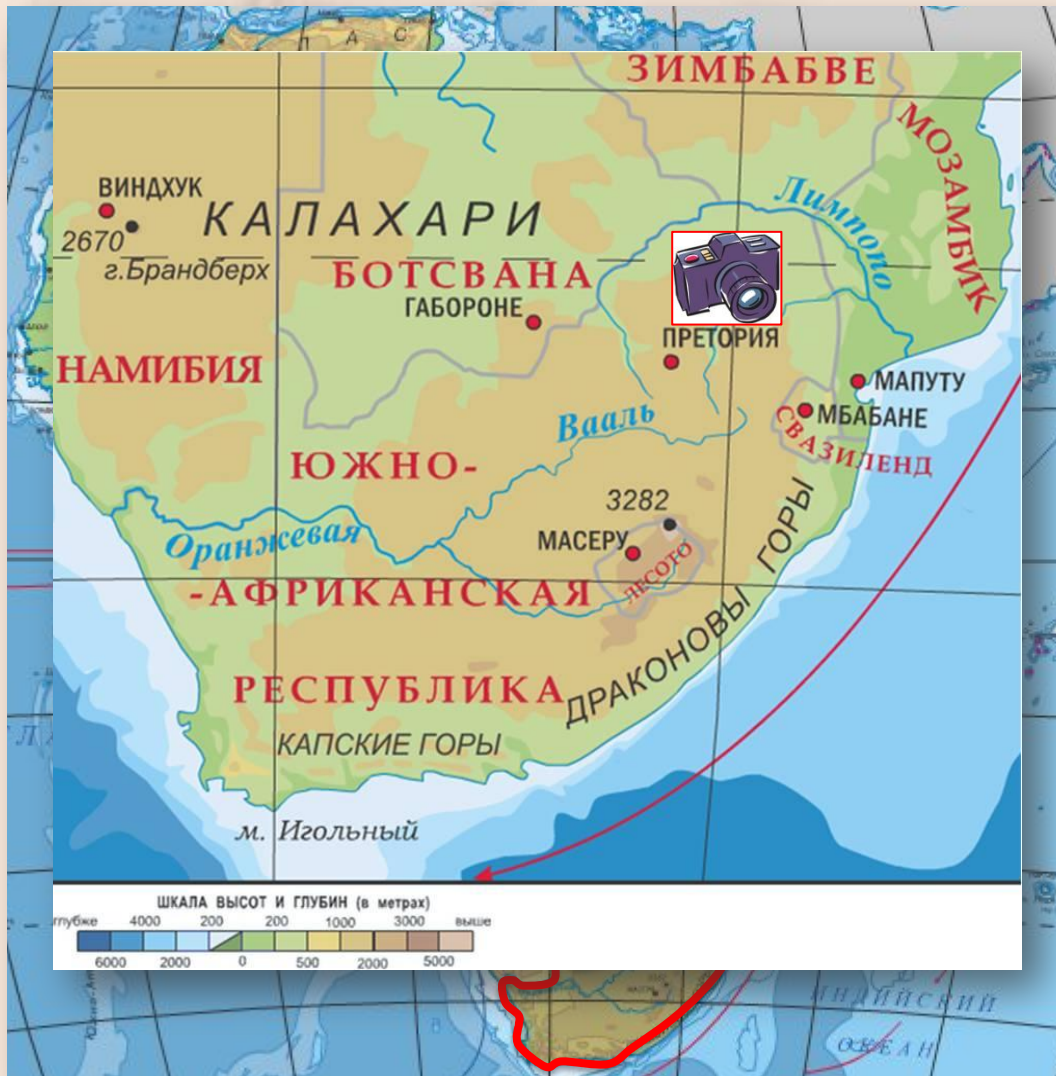 ЗИМБАБВЕ
МОЗАМБИК
ВИНДХУК
2670
г.Брандберх
КАЛАХАРИ
Лимпопо
БОТСВАНА
ГАБОРОНЕ
ПРЕТОРИЯ
НАМИБИЯ
МАПУТУ
МБАБАНЕ
СВАЗИЛЕНД
Вааль
ЮЖНО-
3282
Оранжевая
МАСЕРУ
ЛЕСОТО
-АФРИКАНСКАЯ
ДРАКОНОВЫ ГОРЫ
РЕСПУБЛИКА
КАПСКИЕ ГОРЫ
м. Игольный
ШКАЛА ВЫСОТ И ГЛУБИН (в метрах)
глубже 4000 200 200 1000 3000 выше
6000 2000 0 500 2000 5000
ИНДИЙСКИЙ
ОКЕАН